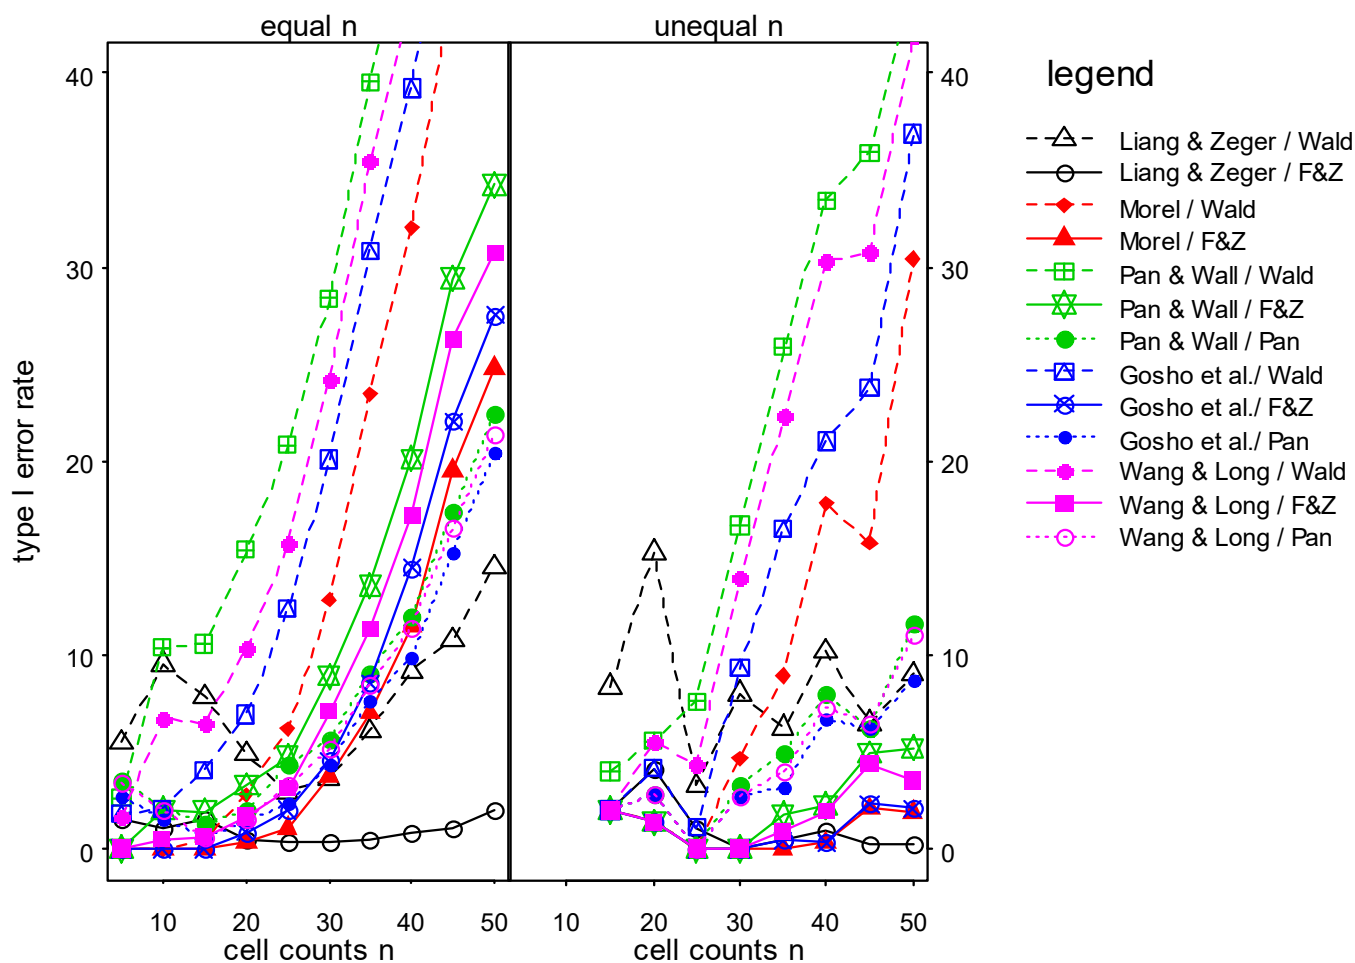 equal n
unequal n
legend
type I error rate
40
30
20
10
0
40
30
20
10
0
10 20 30 40 50
10 20 30 40 50
cell counts n
cell counts n
Liang & Zeger / Wald
Liang & Zeger / F&Z
Morel / Wald
Morel / F&Z
Pan & Wall / Wald
Pan & Wall / F&Z
Pan & Wall / Pan
Gosho et al./ Wald
Gosho et al./ F&Z
Gosho et al./ Pan
Wang & Long / Wald
Wang & Long / F&Z
Wang & Long / Pan